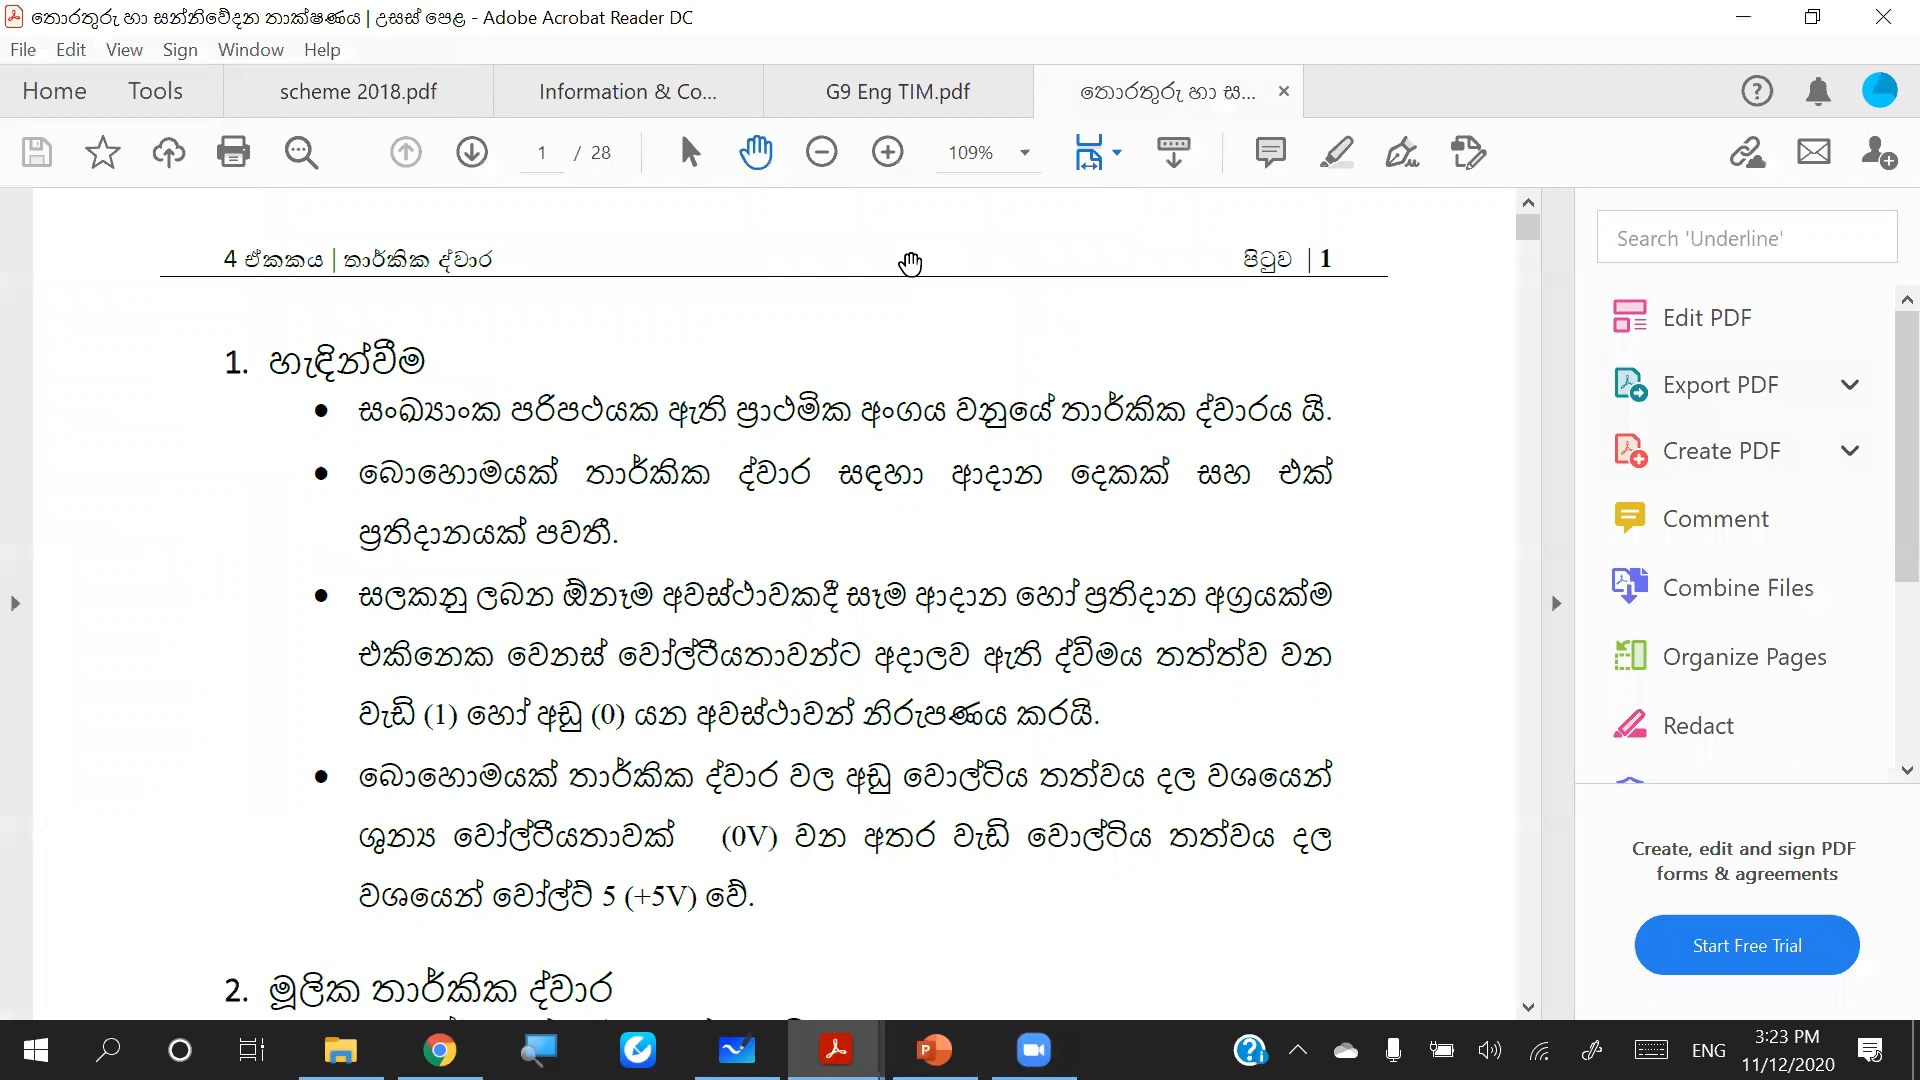 තොරතුරු හා සන්නිවේදන තාක්ෂණය | උසස් පෙළ - Adobe Acrobat Reader DC
File Edit View Sign Window Help
Home Tools scheme 2018.pdf Information & Co... G9 Eng TIM.pdf තොරතුරු හා ස...
1 / 28 109%
4 ඒකකය | තාර්කික ද්වාර පිටුව | 1
Search 'Underline'
1. හැඳින්වීම
• සංඛ්‍යාංක පරිපථයක ඇති ප්‍රාථමික අංගය වනුයේ තාර්කික ද්වාරය යි.
• බොහොමයක් තාර්කික ද්වාර සඳහා ආදාන දෙකක් සහ එක්
ප්‍රතිදානයක් පවතී.
• සලකනු ලබන ඕනෑම අවස්ථාවකදී සෑම ආදාන හෝ ප්‍රතිදාන අග්‍රයක්ම
එකිනෙක වෙනස් වෝල්ටීයතාවන්ට අදාලව ඇති ද්විමය තත්ත්ව වන
වැඩි (1) හෝ අඩු (0) යන අවස්ථාවන් නිරුපණය කරයි.
• බොහොමයක් තාර්කික ද්වාර වල අඩු වොල්ටිය තත්වය දල වශයෙන්
ශුන්‍ය වෝල්ටීයතාවක් (0V) වන අතර වැඩි වොල්ටිය තත්වය දල
වශයෙන් වෝල්ට් 5 (+5V) වේ.
2. මූලික තාර්කික ද්වාර
Edit PDF
Export PDF
Create PDF
Comment
Combine Files
Organize Pages
Redact
Create, edit and sign PDF
forms & agreements
Start Free Trial
ENG
3:23 PM
11/12/2020